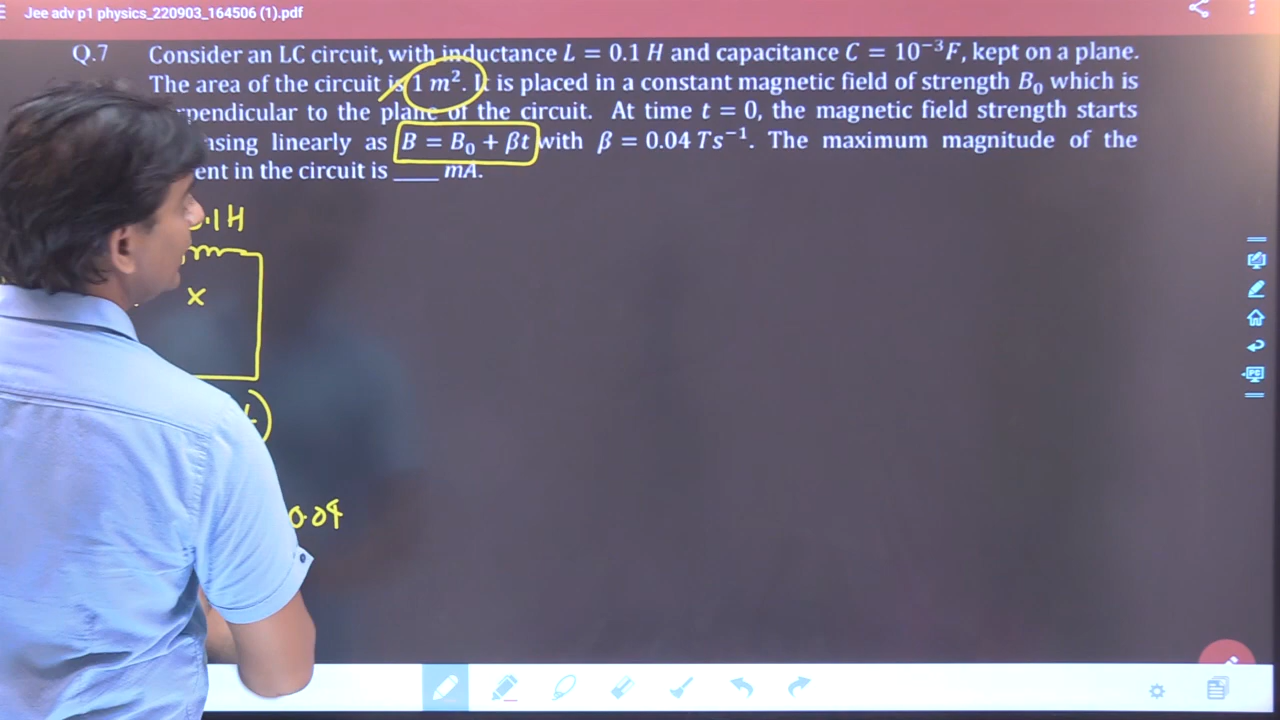 Jee adv p1 physics_220903_164506 (1).pdf
Q.7 Consider an LC circuit, with inductance L = 0.1 H and capacitance C = 10⁻³F, kept on a plane.
The area of the circuit is 1 m². It is placed in a constant magnetic field of strength B₀ which is
pendicular to the plane of the circuit. At time t = 0, the magnetic field strength starts
asing linearly as B = B₀ + βt with β = 0.04 Ts⁻¹. The maximum magnitude of the
ent in the circuit is ____ mA.
.1H
x
0.04
PC